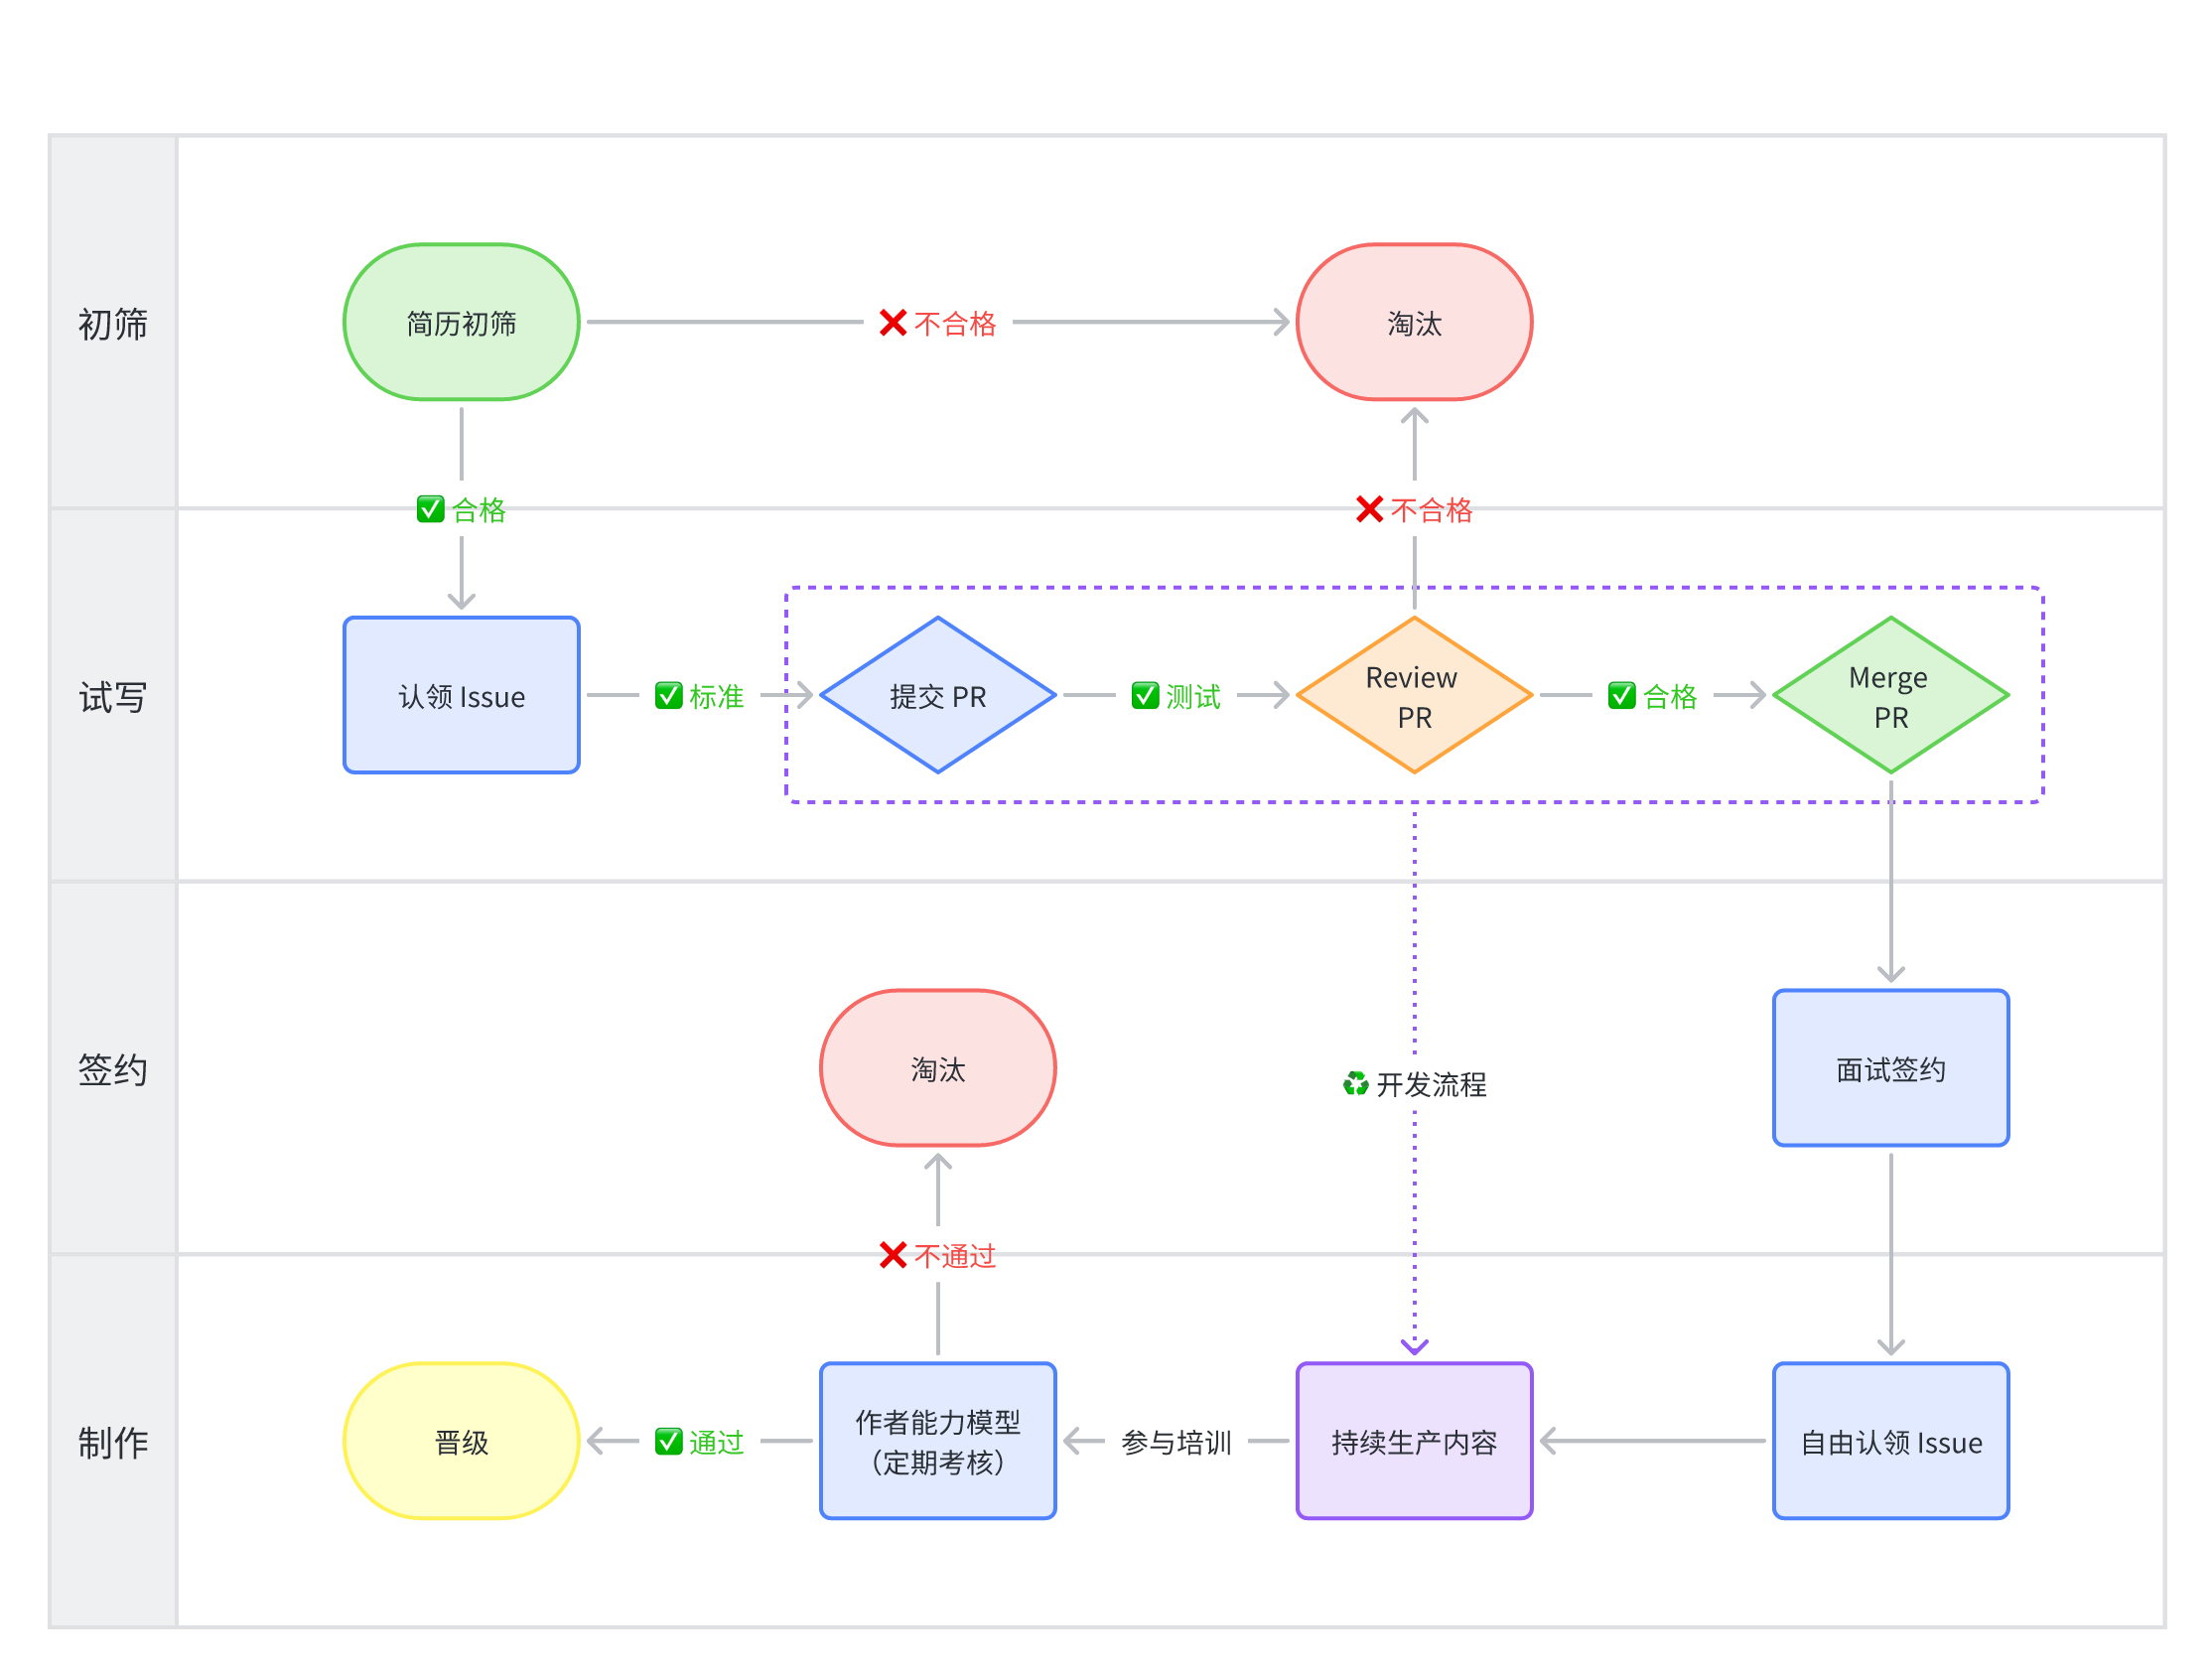 初筛
简历初筛
❌ 不合格
淘汰
✅ 合格
❌ 不合格
试写
认领 Issue
✅ 标准
提交 PR
✅ 测试
Review
PR
✅ 合格
Merge
PR
签约
淘汰
♻️ 开发流程
面试签约
❌ 不通过
制作
晋级
✅ 通过
作者能力模型
（定期考核）
参与培训
持续生产内容
自由认领 Issue